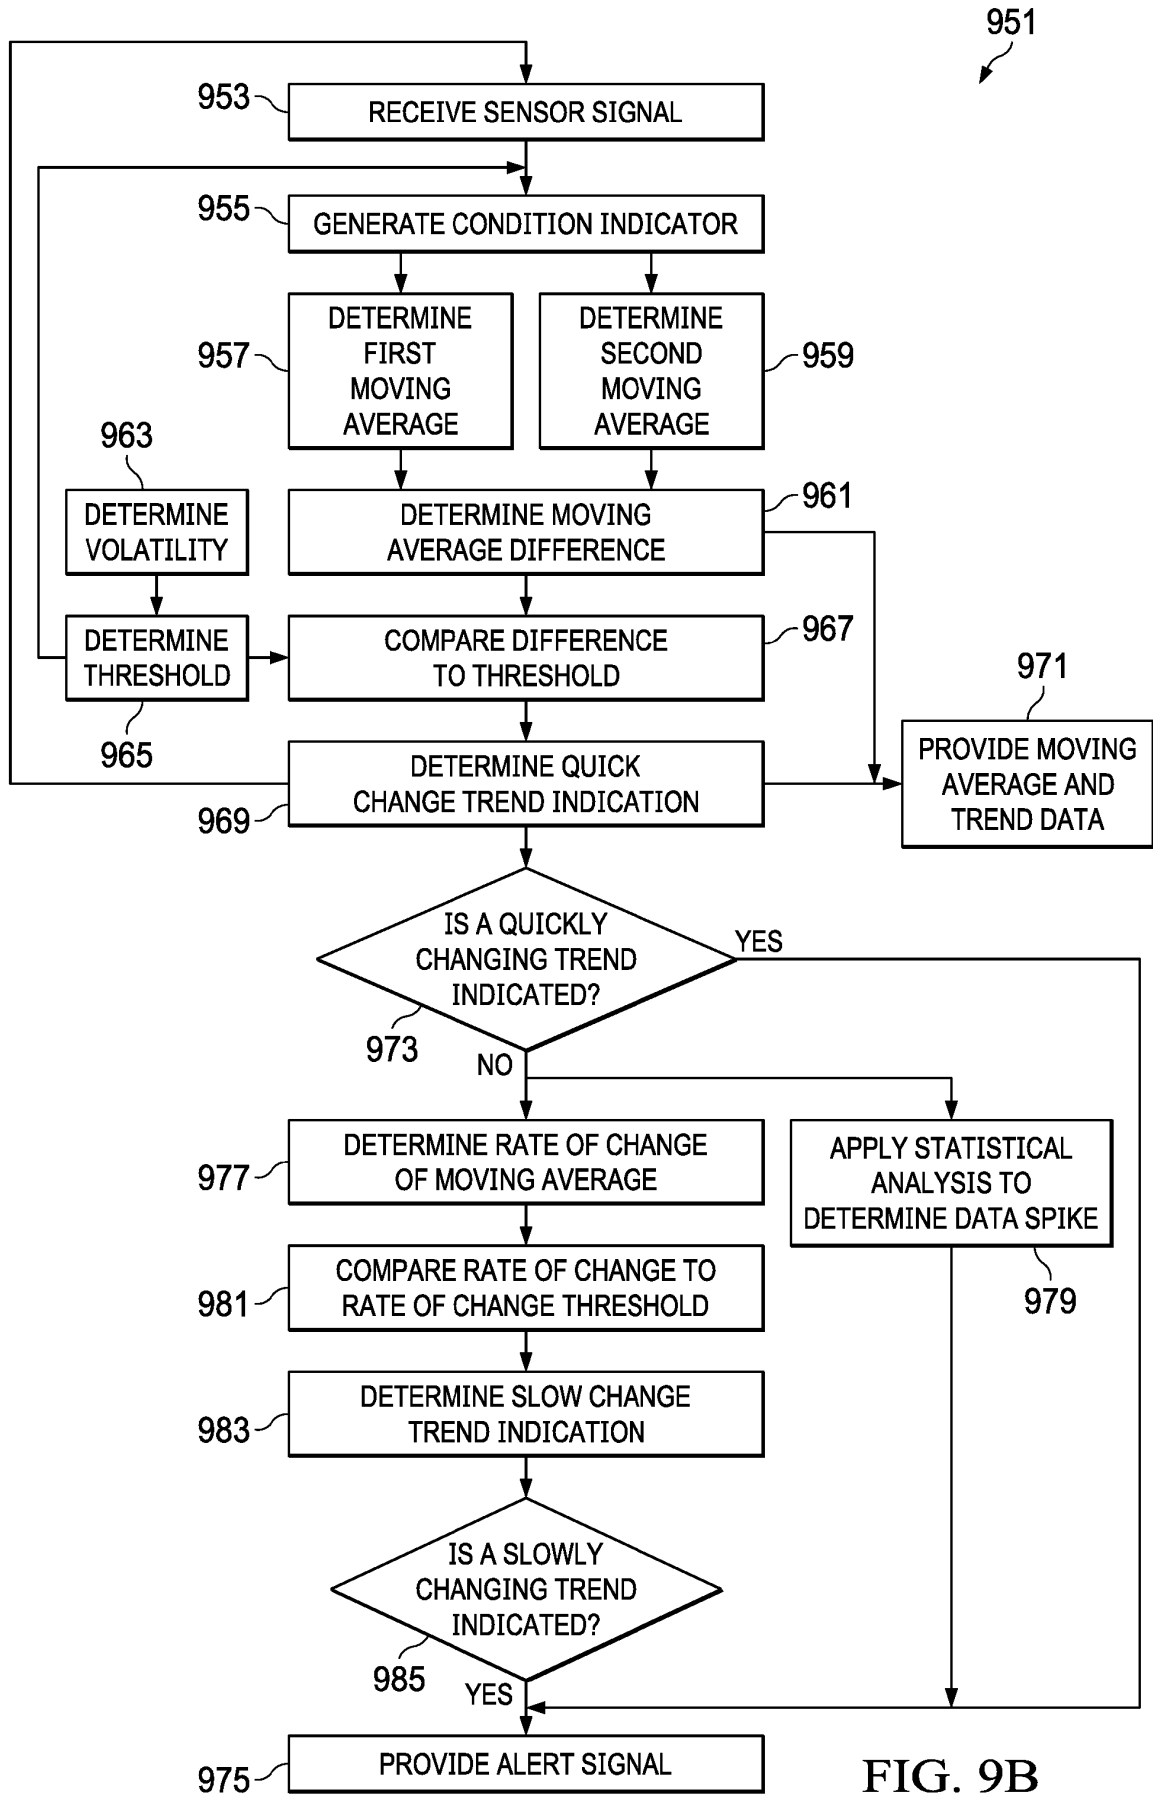 951
953
RECEIVE SENSOR SIGNAL
955
GENERATE CONDITION INDICATOR
957
DETERMINE
FIRST
MOVING
AVERAGE
DETERMINE
SECOND
MOVING
AVERAGE
959
963
DETERMINE
VOLATILITY
DETERMINE MOVING
AVERAGE DIFFERENCE
961
DETERMINE
THRESHOLD
965
COMPARE DIFFERENCE
TO THRESHOLD
967
971
PROVIDE MOVING
AVERAGE AND
TREND DATA
969
DETERMINE QUICK
CHANGE TREND INDICATION
IS A QUICKLY
CHANGING TREND
INDICATED?
YES
973
NO
977
DETERMINE RATE OF CHANGE
OF MOVING AVERAGE
APPLY STATISTICAL
ANALYSIS TO
DETERMINE DATA SPIKE
979
981
COMPARE RATE OF CHANGE TO
RATE OF CHANGE THRESHOLD
983
DETERMINE SLOW CHANGE
TREND INDICATION
IS A SLOWLY
CHANGING TREND
INDICATED?
985
YES
975
PROVIDE ALERT SIGNAL
FIG. 9B